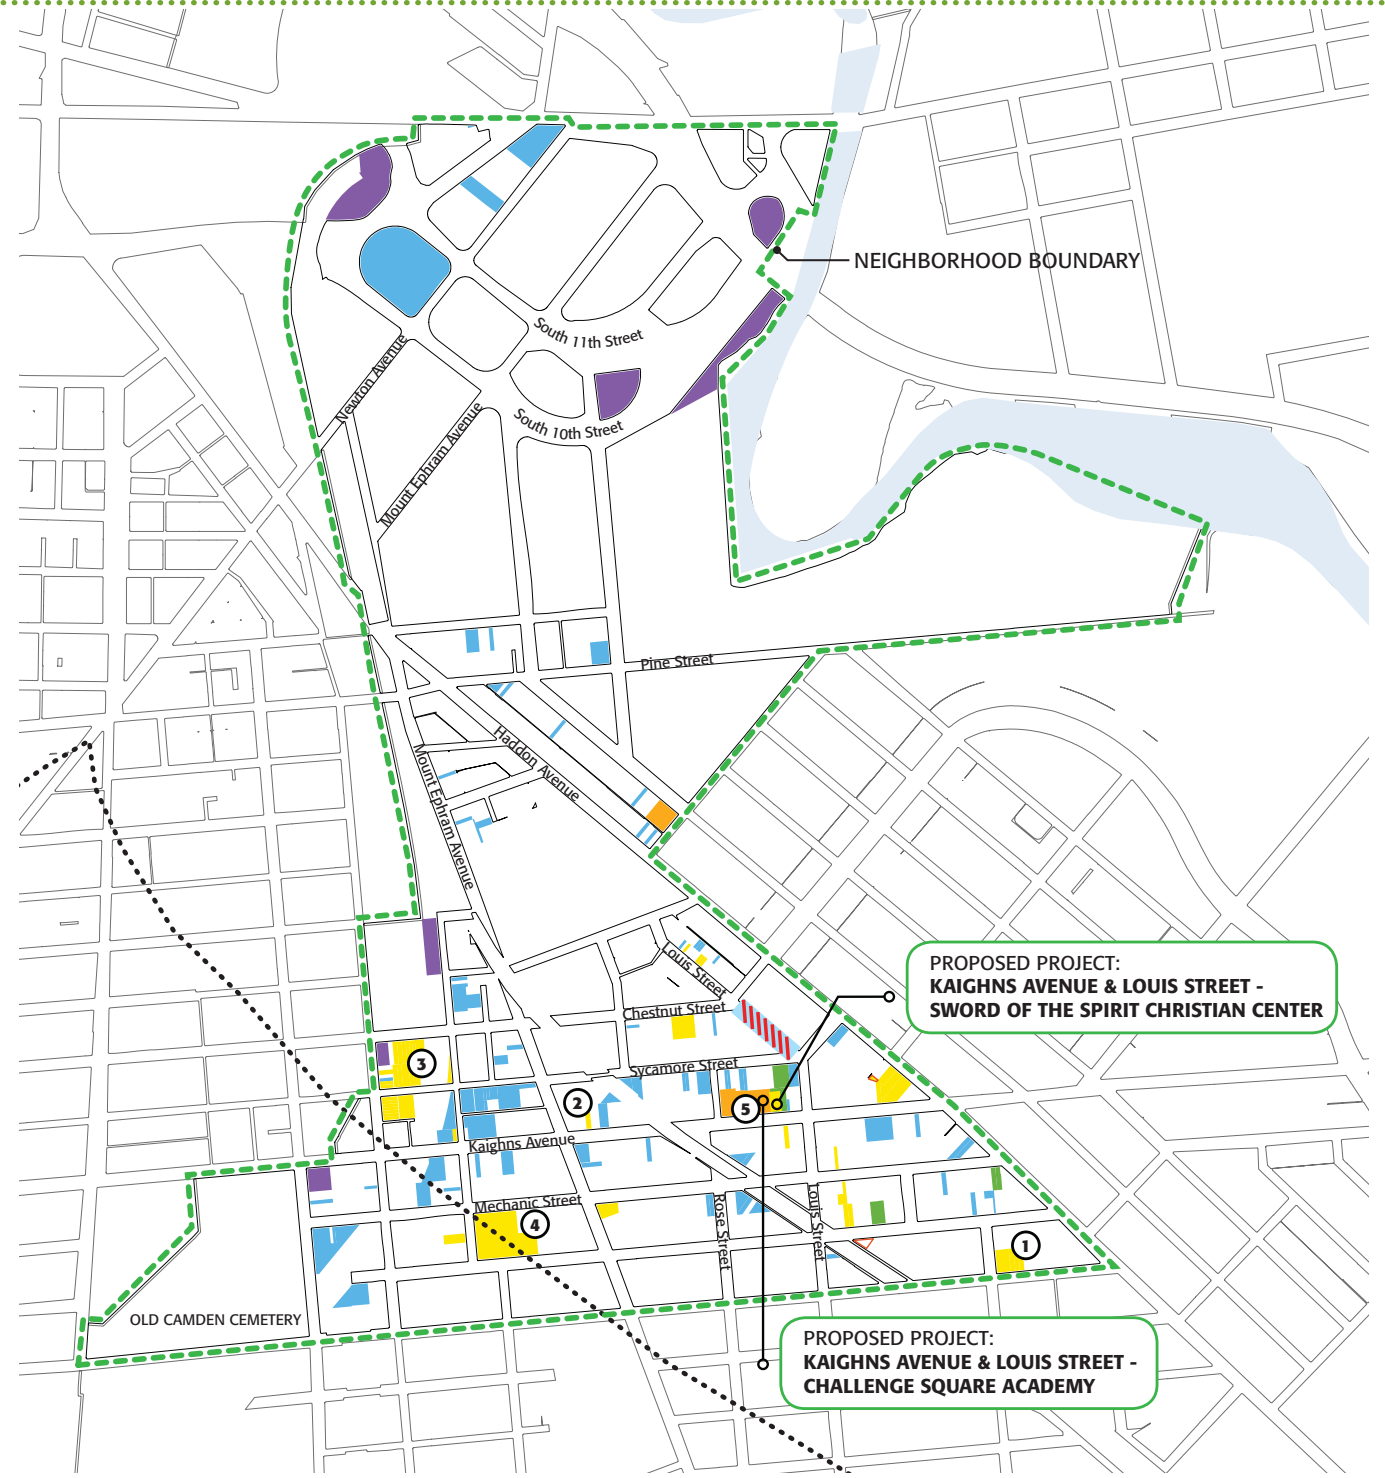 NEIGHBORHOOD BOUNDARY
South 11th Street
Newton Avenue
South 10th Street
Mount Ephram Avenue
Pine Street
Haddon Avenue
Mount Ephram Avenue
Louis Street
PROPOSED PROJECT:
KAIGHNS AVENUE & LOUIS STREET -
SWORD OF THE SPIRIT CHRISTIAN CENTER
Chestnut Street
3
Sycamore Street
2
5
Kaighns Avenue
Mechanic Street
4
Rose Street
Louis Street
1
OLD CAMDEN CEMETERY
PROPOSED PROJECT:
KAIGHNS AVENUE & LOUIS STREET -
CHALLENGE SQUARE ACADEMY